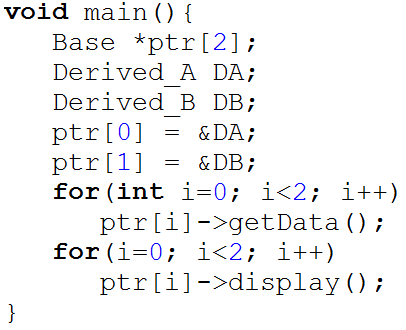 void main(){
Base *ptr[2];
Derived_A DA;
Derived_B DB;
ptr[0] = &DA;
ptr[1] = &DB;
for(int i=0; i<2; i++)
ptr[i]->getData();
for(i=0; i<2; i++)
ptr[i]->display();
}